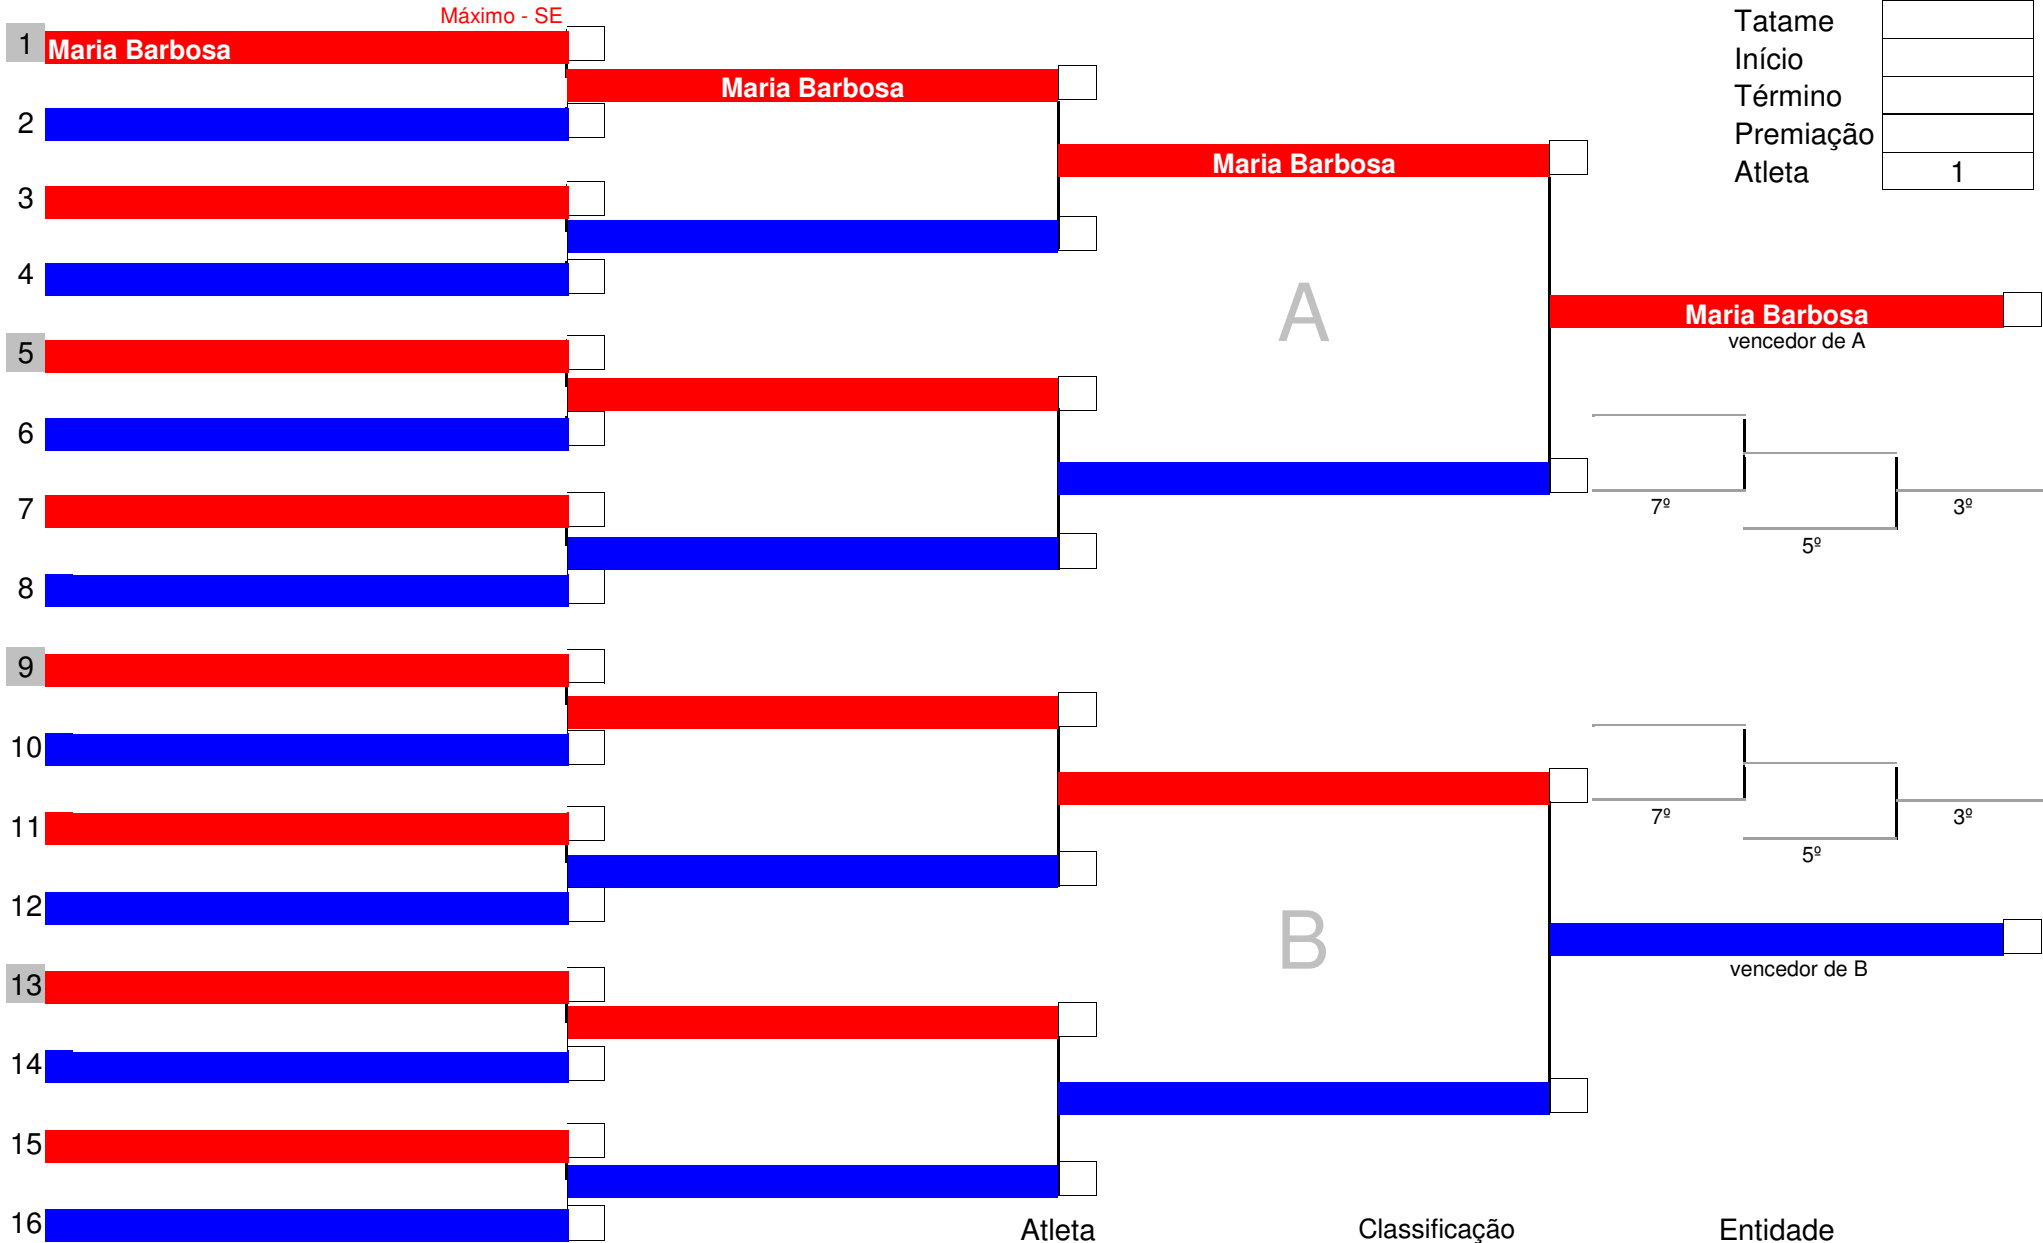 Máximo - SE
1 Maria Barbosa
Maria Barbosa
2
Maria Barbosa
3
4
Maria Barbosa
vencedor de A
A
5
6
7
8
7º
5º
3º
9
10
11
12
7º
5º
3º
B
vencedor de B
13
14
15
16
Tatame
Início
Término
Premiação
Atleta 1
Atleta Classificação Entidade